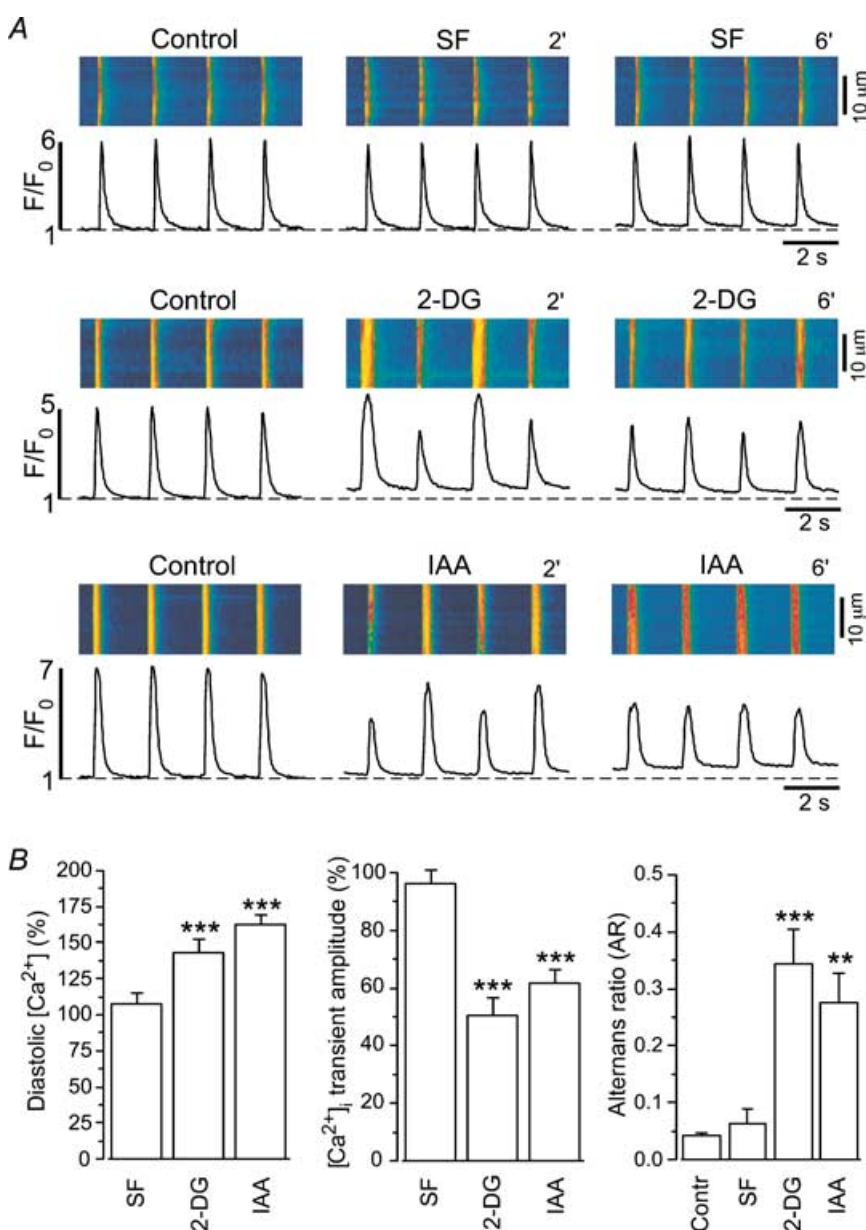 A
Control SF 2' SF 6'
10 µm
6
F/F0
1
2 s
Control 2-DG 2' 2-DG 6'
10 µm
5
F/F0
1
2 s
Control IAA 2' IAA 6'
10 µm
7
F/F0
1
2 s
B
Diastolic [Ca2+] (%)
200
175
150
125
100
75
50
25
0
***
***
SF 2-DG IAA
[Ca2+]i transient amplitude (%)
100
80
60
40
20
0
***
***
SF 2-DG IAA
Alternans ratio (AR)
0.5
0.4
0.3
0.2
0.1
0.0
***
**
Contr SF 2-DG IAA